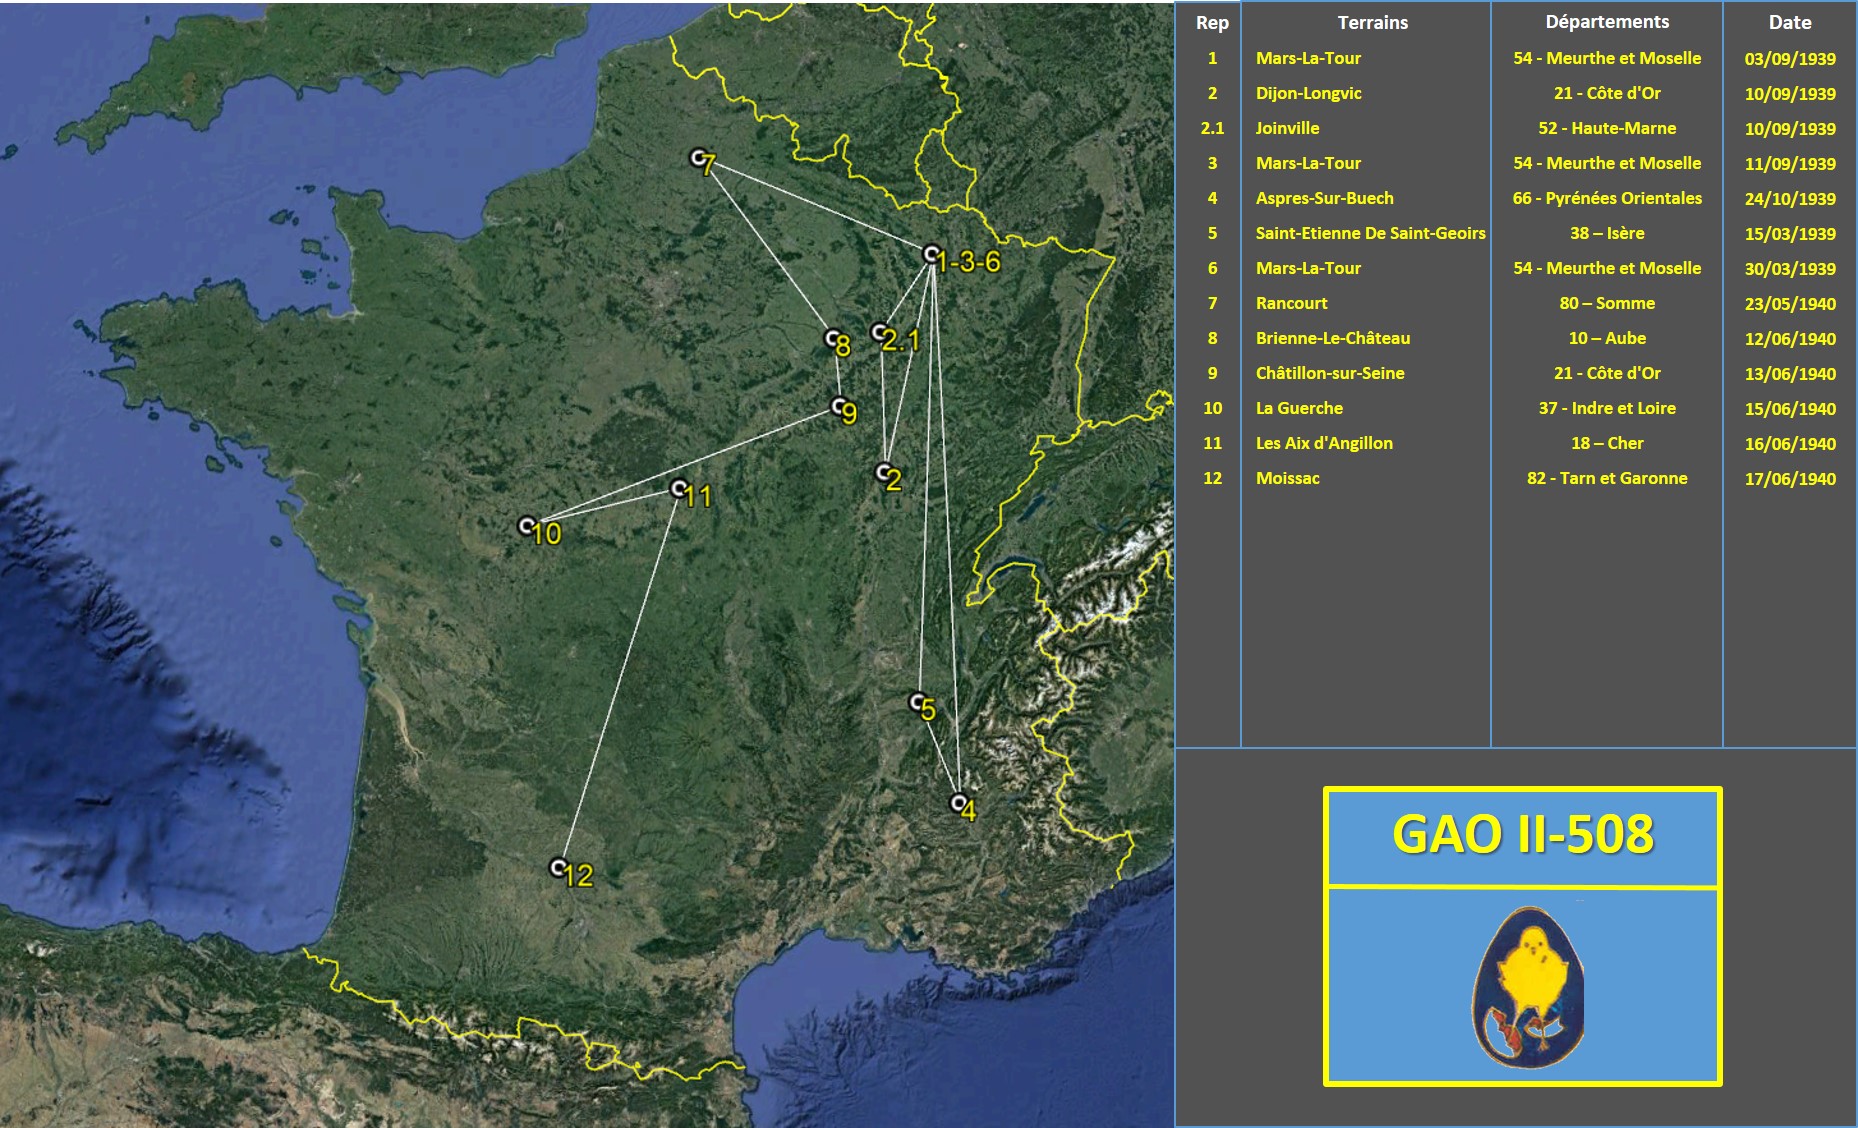 Rep Terrains Départements Date
1 Mars-La-Tour 54 - Meurthe et Moselle 03/09/1939
2 Dijon-Longvic 21 - Côte d'Or 10/09/1939
2.1 Joinville 52 - Haute-Marne 10/09/1939
3 Mars-La-Tour 54 - Meurthe et Moselle 11/09/1939
4 Aspres-Sur-Buech 66 - Pyrénées Orientales 24/10/1939
5 Saint-Etienne De Saint-Geoirs 38 – Isère 15/03/1939
6 Mars-La-Tour 54 - Meurthe et Moselle 30/03/1939
7 Rancourt 80 – Somme 23/05/1940
8 Brienne-Le-Château 10 – Aube 12/06/1940
9 Châtillon-sur-Seine 21 - Côte d'Or 13/06/1940
10 La Guerche 37 - Indre et Loire 15/06/1940
11 Les Aix d'Angillon 18 – Cher 16/06/1940
12 Moissac 82 - Tarn et Garonne 17/06/1940
7
1-3-6
2.1
8
9
2
11
10
5
4
12
GAO II-508